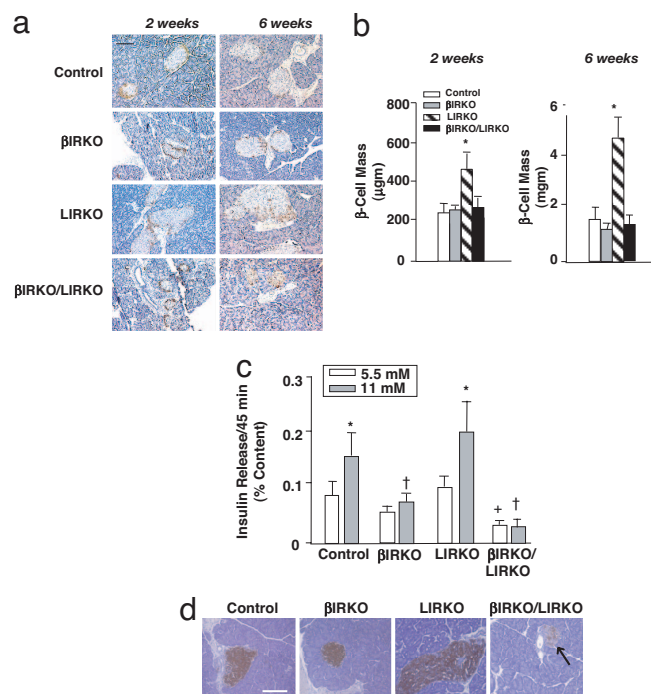 a
2 weeks 6 weeks
Control
βIRKO
LIRKO
βIRKO/LIRKO
b
2 weeks 6 weeks
Control
βIRKO
LIRKO
βIRKO/LIRKO
β-Cell Mass
(µgm)
800
600
400
200
0
*
β-Cell Mass
(mgm)
6
4
2
0
*
c
Insulin Release/45 min
(% Content)
0.3
0.2
0.1
0
5.5 mM
11 mM
* † * + †
Control βIRKO LIRKO βIRKO/
LIRKO
d
Control βIRKO LIRKO βIRKO/LIRKO